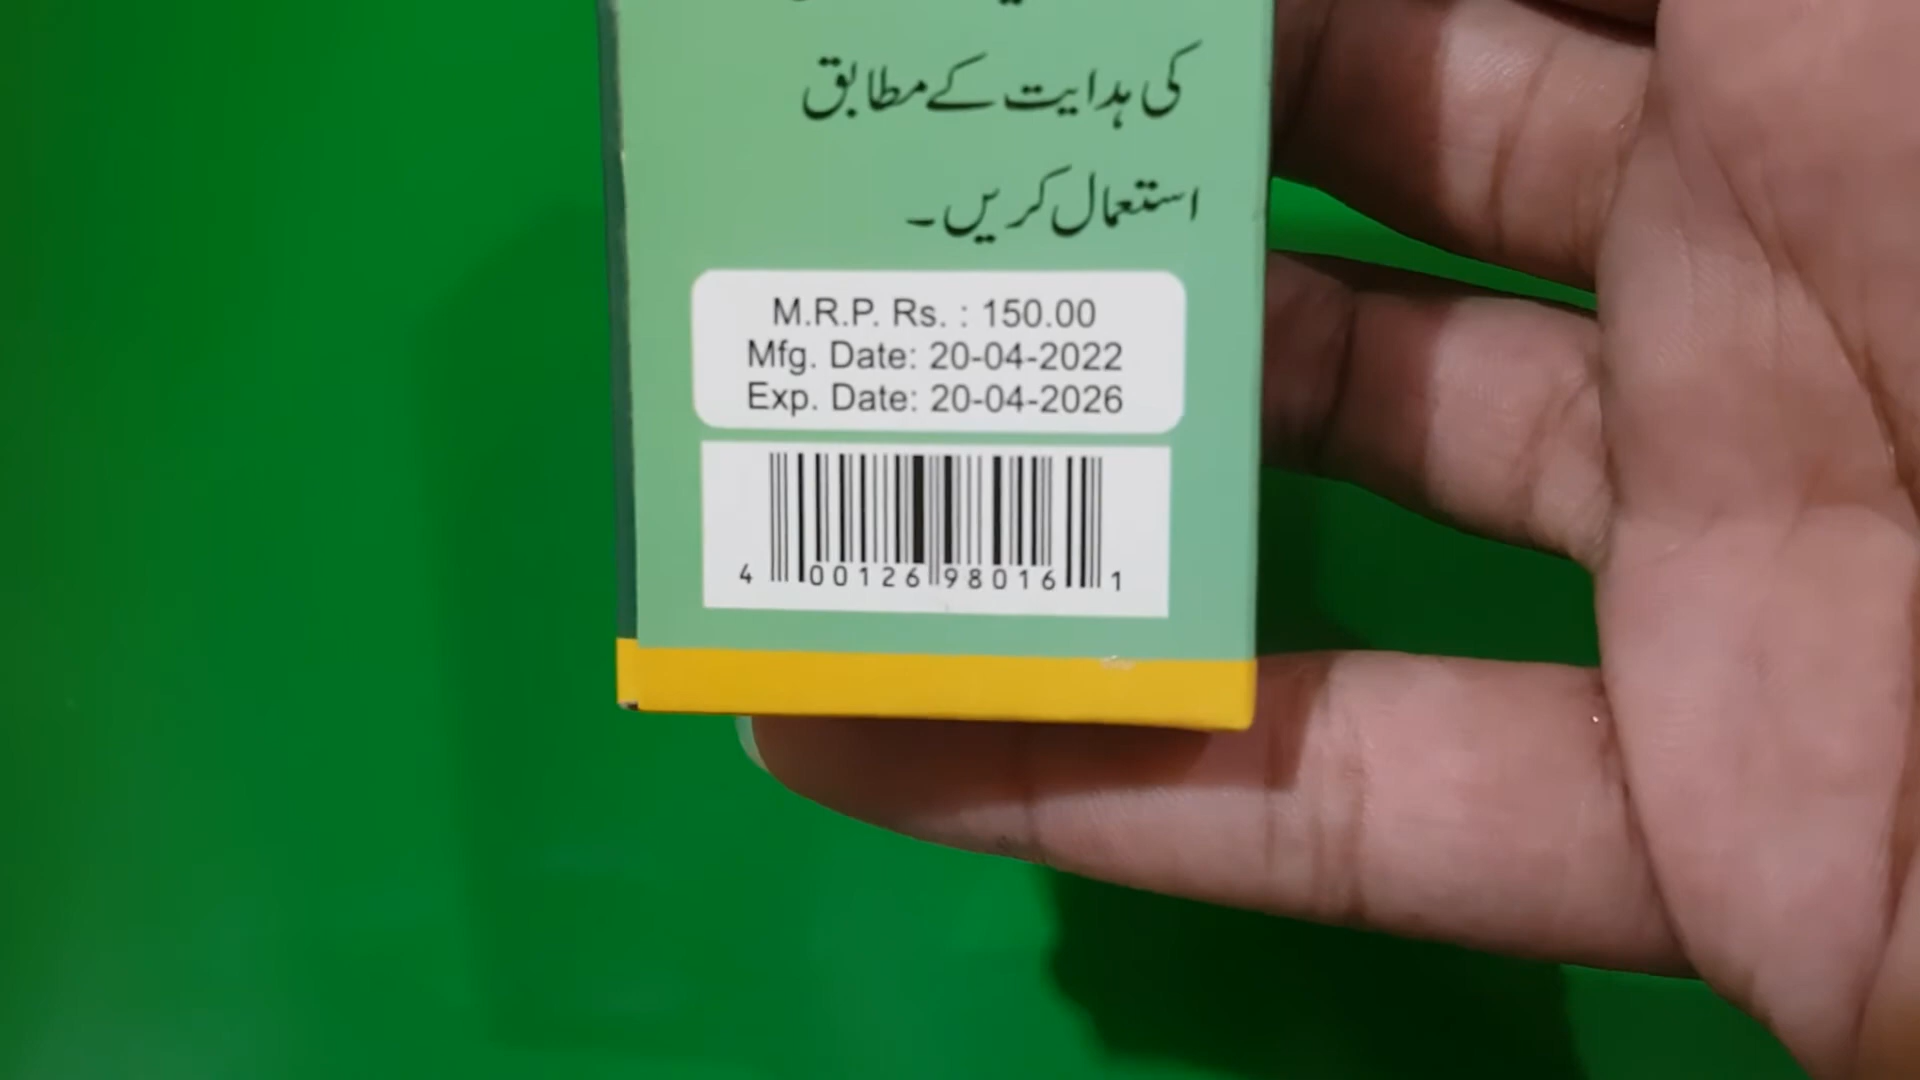 کی ہدایت کے مطابق
استعمال کریں۔
M.R.P. Rs. : 150.00
Mfg. Date: 20-04-2022
Exp. Date: 20-04-2026
4 00126 98016 1